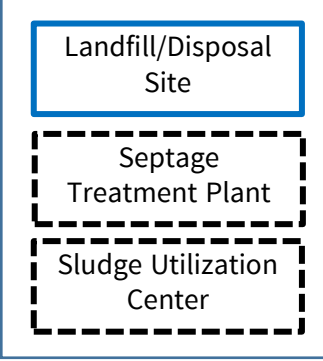 Landfill/Disposal
Site
Septage
Treatment Plant
Sludge Utilization
Center